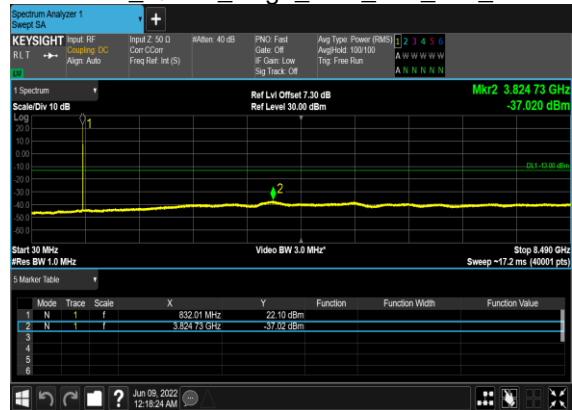 Spectrum Analyzer 1
Swept SA
KEYSIGHT
RLT
Input: RF
Coupling: DC
Align: Auto
Input Z: 50 Ω
Corr CCorr
Freq Ref: Int (S)
#Atten: 40 dB
PNO: Fast
Gate: Off
IF Gain: Low
Sig Track: Off
Avg Type: Power (RMS)
Avg|Hold: 100/100
Trig: Free Run
1 2 3 4 5 6
A W W W W W
A N N N N N
1 Spectrum
Scale/Div 10 dB
Ref Lvl Offset 7.30 dB
Ref Level 30.00 dBm
Mkr2 3.824 73 GHz
-37.020 dBm
Log
20.0
10.0
0.00
-10.0
-20.0
-30.0
-40.0
-50.0
-60.0
1
2
DL1 -13.00 dBm
Start 30 MHz
#Res BW 1.0 MHz
Video BW 3.0 MHz*
Stop 8.490 GHz
Sweep ~17.2 ms (40001 pts)
5 Marker Table
Mode Trace Scale X Y Function Function Width Function Value
1 N 1 f 832.01 MHz 22.10 dBm
2 N 1 f 3.824 73 GHz -37.02 dBm
3
4
5
6
?
Jun 09, 2022
12:18:24 AM